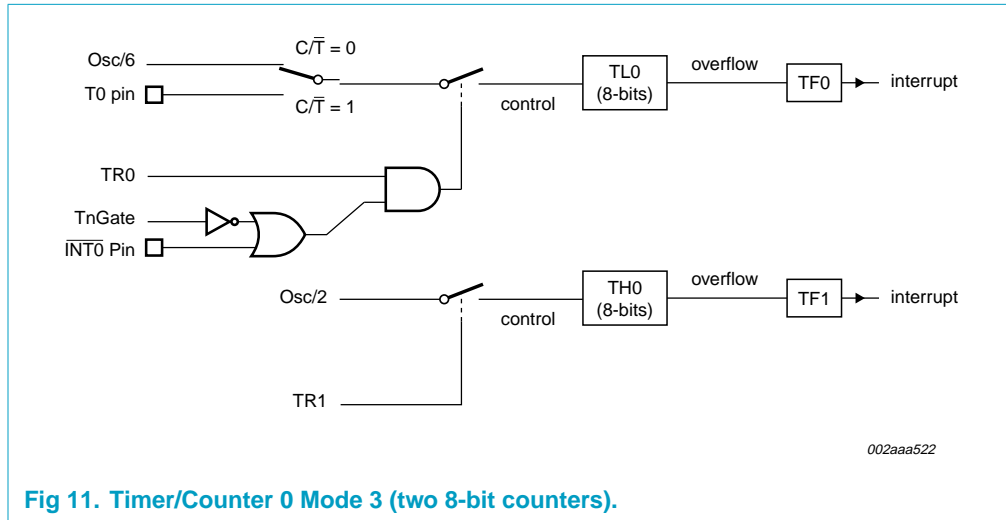 C/T̅ = 0
Osc/6
T0 pin
C/T̅ = 1
control
TL0
(8-bits)
overflow
TF0
interrupt
TR0
TnGate
I̅N̅T̅0̅ Pin
Osc/2
control
TH0
(8-bits)
overflow
TF1
interrupt
TR1
002aaa522
Fig 11. Timer/Counter 0 Mode 3 (two 8-bit counters).